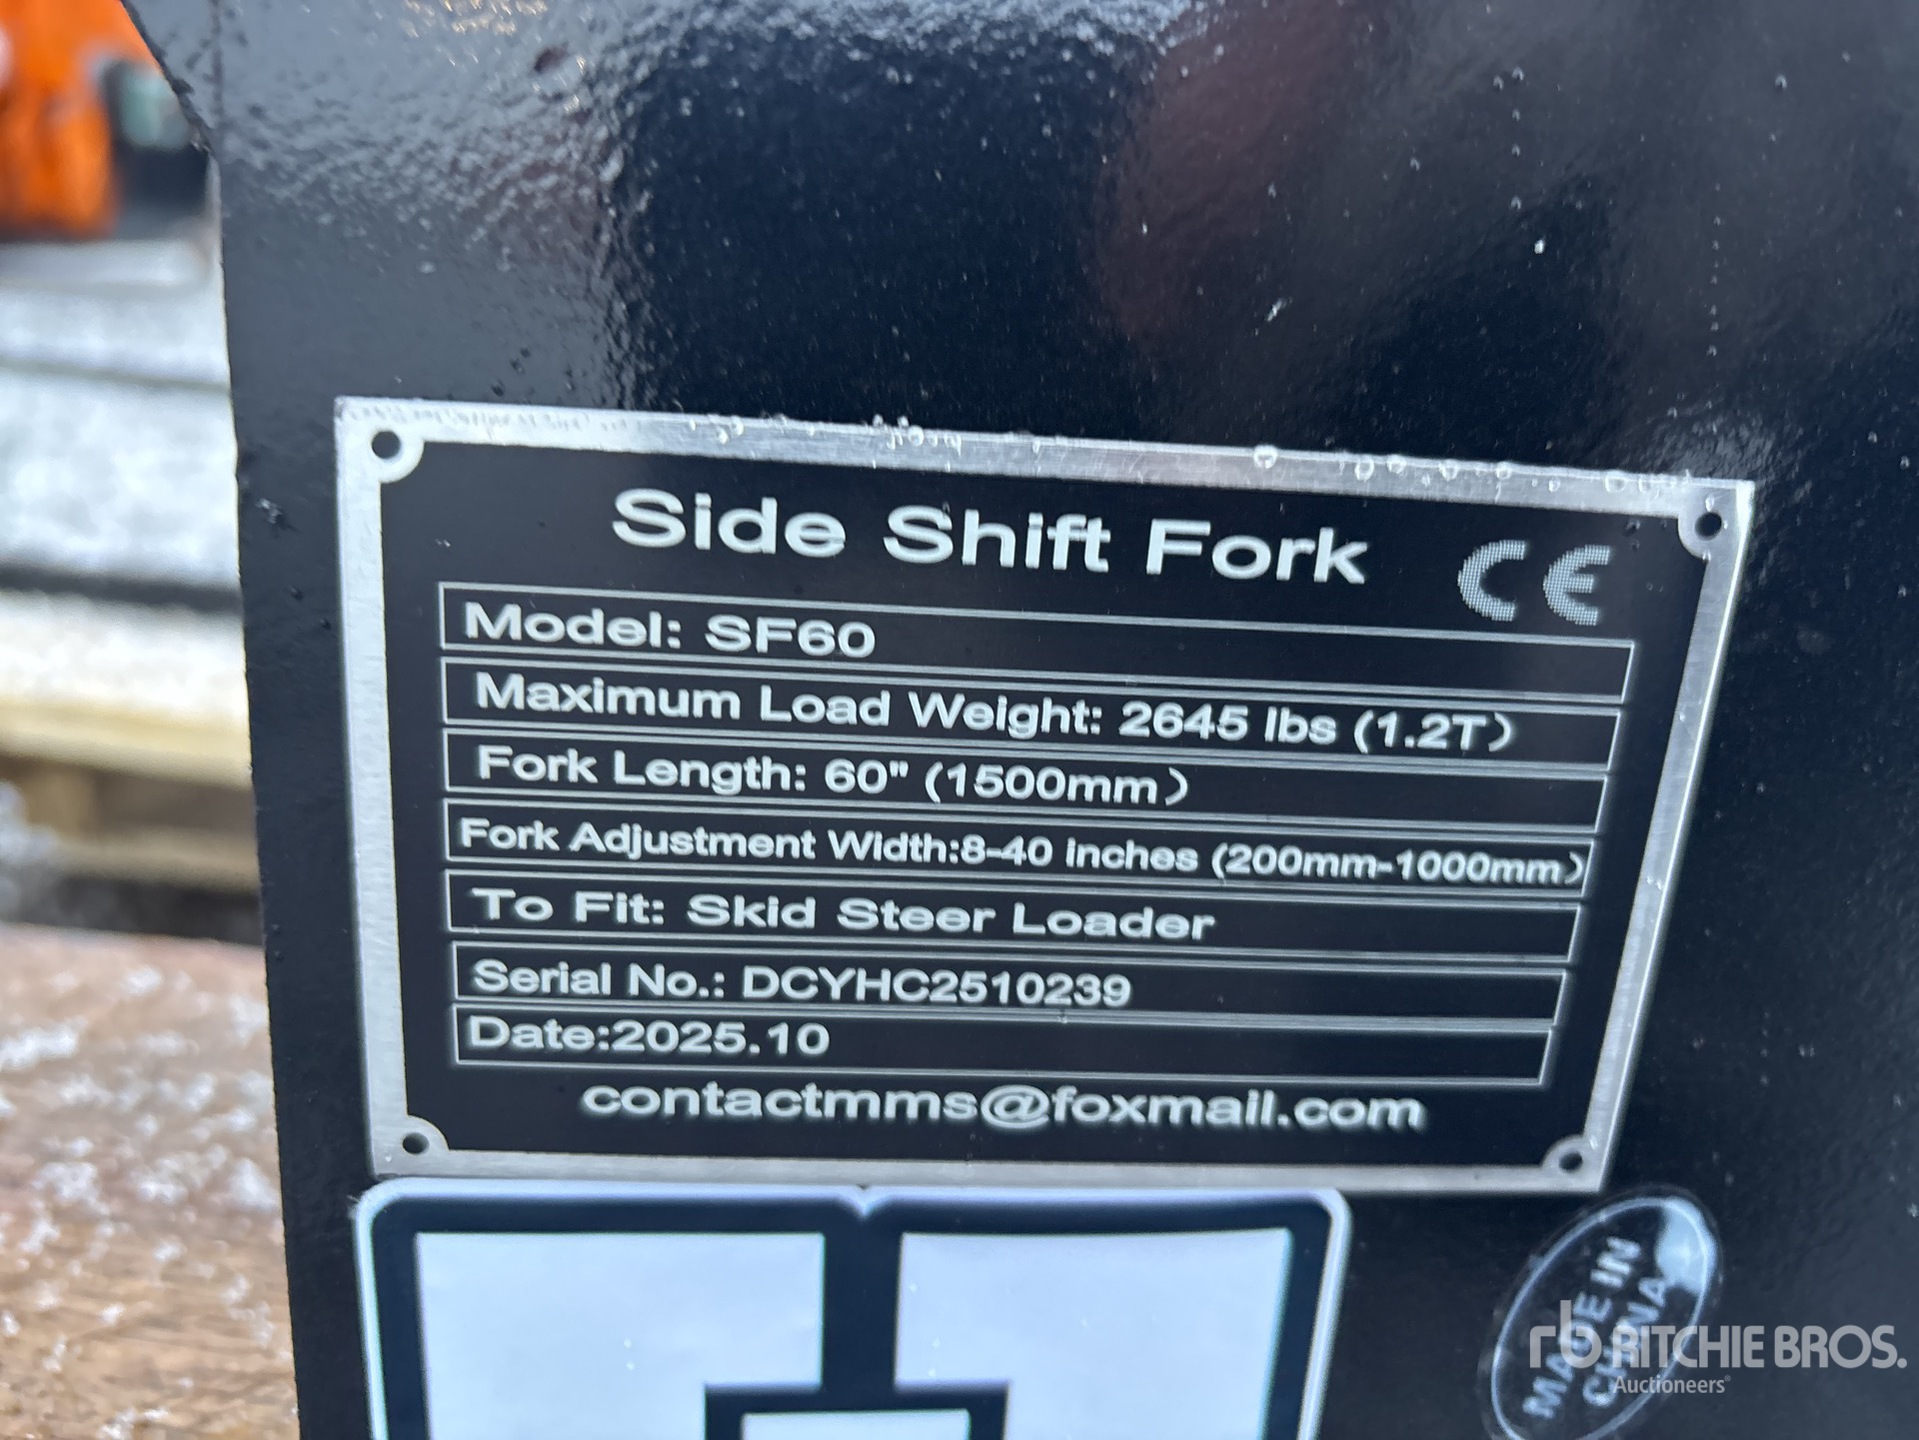 Side Shift Fork
CE
Model: SF60
Maximum Load Weight: 2645 lbs (1.2T)
Fork Length: 60" (1500mm)
Fork Adjustment Width:8-40 inches (200mm-1000mm)
To Fit: Skid Steer Loader
Serial No.: DCYHC2510239
Date:2025.10
contactmms@foxmail.com
MADE IN
CHINA
rb RITCHIE BROS.
Auctioneers